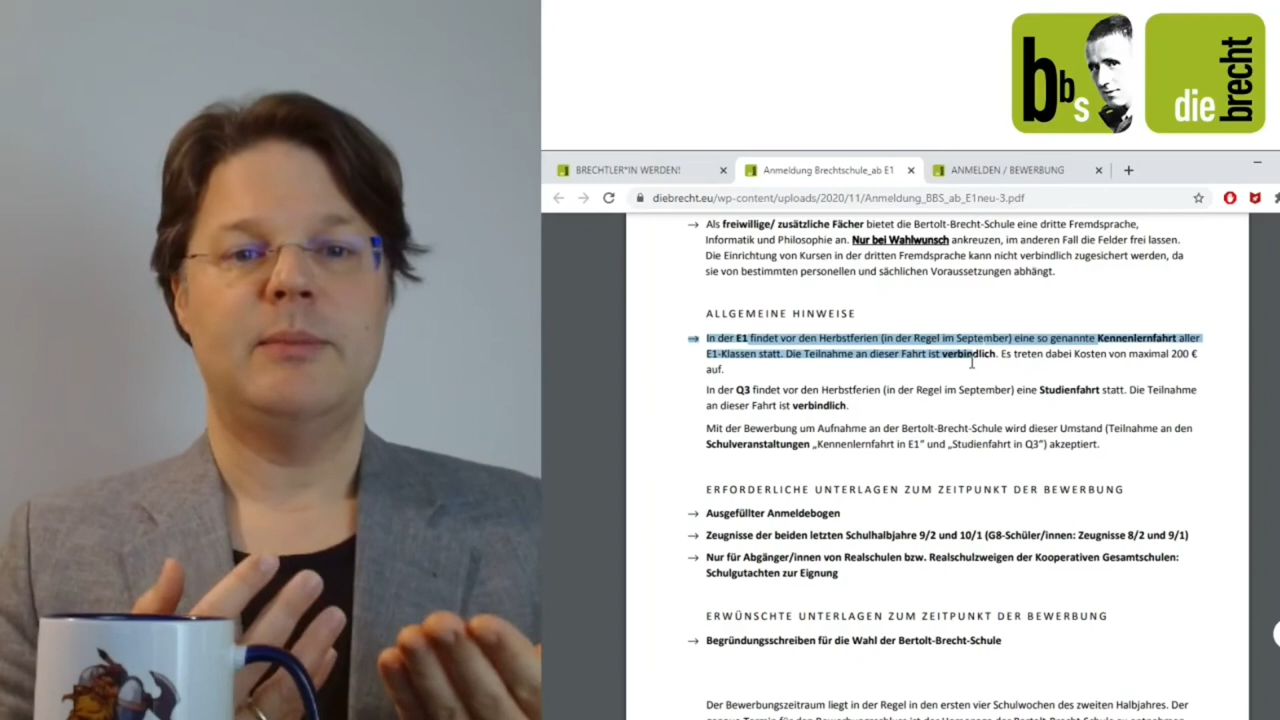 bbs
die brecht
BRECHTLER*IN WERDEN!
Anmeldung Brechtschule_ab E1
ANMELDEN / BEWERBUNG
diebrecht.eu/wp-content/uploads/2020/11/Anmeldung_BBS_ab_E1neu-3.pdf
→ Als freiwillige/ zusätzliche Fächer bietet die Bertolt-Brecht-Schule eine dritte Fremdsprache,
Informatik und Philosophie an. Nur bei Wahlwunsch ankreuzen, im anderen Fall die Felder frei lassen.
Die Einrichtung von Kursen in der dritten Fremdsprache kann nicht verbindlich zugesichert werden, da
sie von bestimmten personellen und sächlichen Voraussetzungen abhängt.
ALLGEMEINE HINWEISE
→ In der E1 findet vor den Herbstferien (in der Regel im September) eine so genannte Kennenlernfahrt aller
E1-Klassen statt. Die Teilnahme an dieser Fahrt ist verbindlich. Es treten dabei Kosten von maximal 200 €
auf.
In der Q3 findet vor den Herbstferien (in der Regel im September) eine Studienfahrt statt. Die Teilnahme
an dieser Fahrt ist verbindlich.
Mit der Bewerbung um Aufnahme an der Bertolt-Brecht-Schule wird dieser Umstand (Teilnahme an den
Schulveranstaltungen „Kennenlernfahrt in E1" und „Studienfahrt in Q3") akzeptiert.
ERFORDERLICHE UNTERLAGEN ZUM ZEITPUNKT DER BEWERBUNG
→ Ausgefüllter Anmeldebogen
→ Zeugnisse der beiden letzten Schulhalbjahre 9/2 und 10/1 (G8-Schüler/innen: Zeugnisse 8/2 und 9/1)
→ Nur für Abgänger/innen von Realschulen bzw. Realschulzweigen der Kooperativen Gesamtschulen:
Schulgutachten zur Eignung
ERWÜNSCHTE UNTERLAGEN ZUM ZEITPUNKT DER BEWERBUNG
→ Begründungsschreiben für die Wahl der Bertolt-Brecht-Schule
Der Bewerbungszeitraum liegt in der Regel in den ersten vier Schulwochen des zweiten Halbjahres. Der